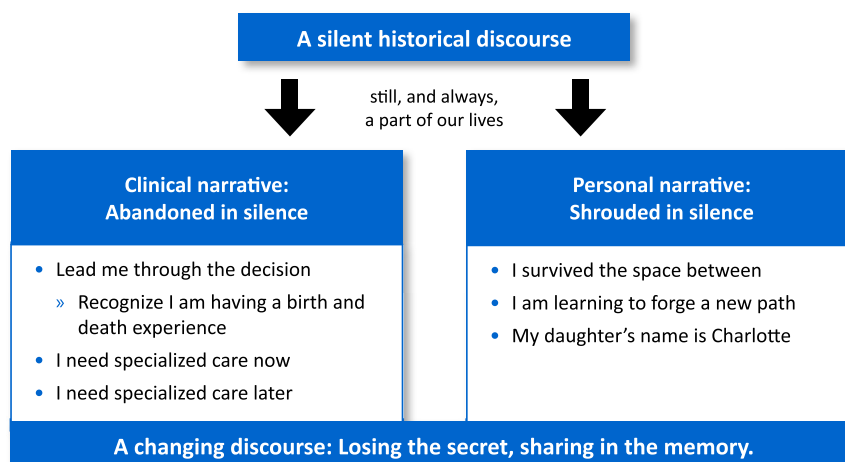 A silent historical discourse
still, and always,
a part of our lives
Clinical narrative:
Abandoned in silence
• Lead me through the decision
» Recognize I am having a birth and
death experience
• I need specialized care now
• I need specialized care later
Personal narrative:
Shrouded in silence
• I survived the space between
• I am learning to forge a new path
• My daughter’s name is Charlotte
A changing discourse: Losing the secret, sharing in the memory.